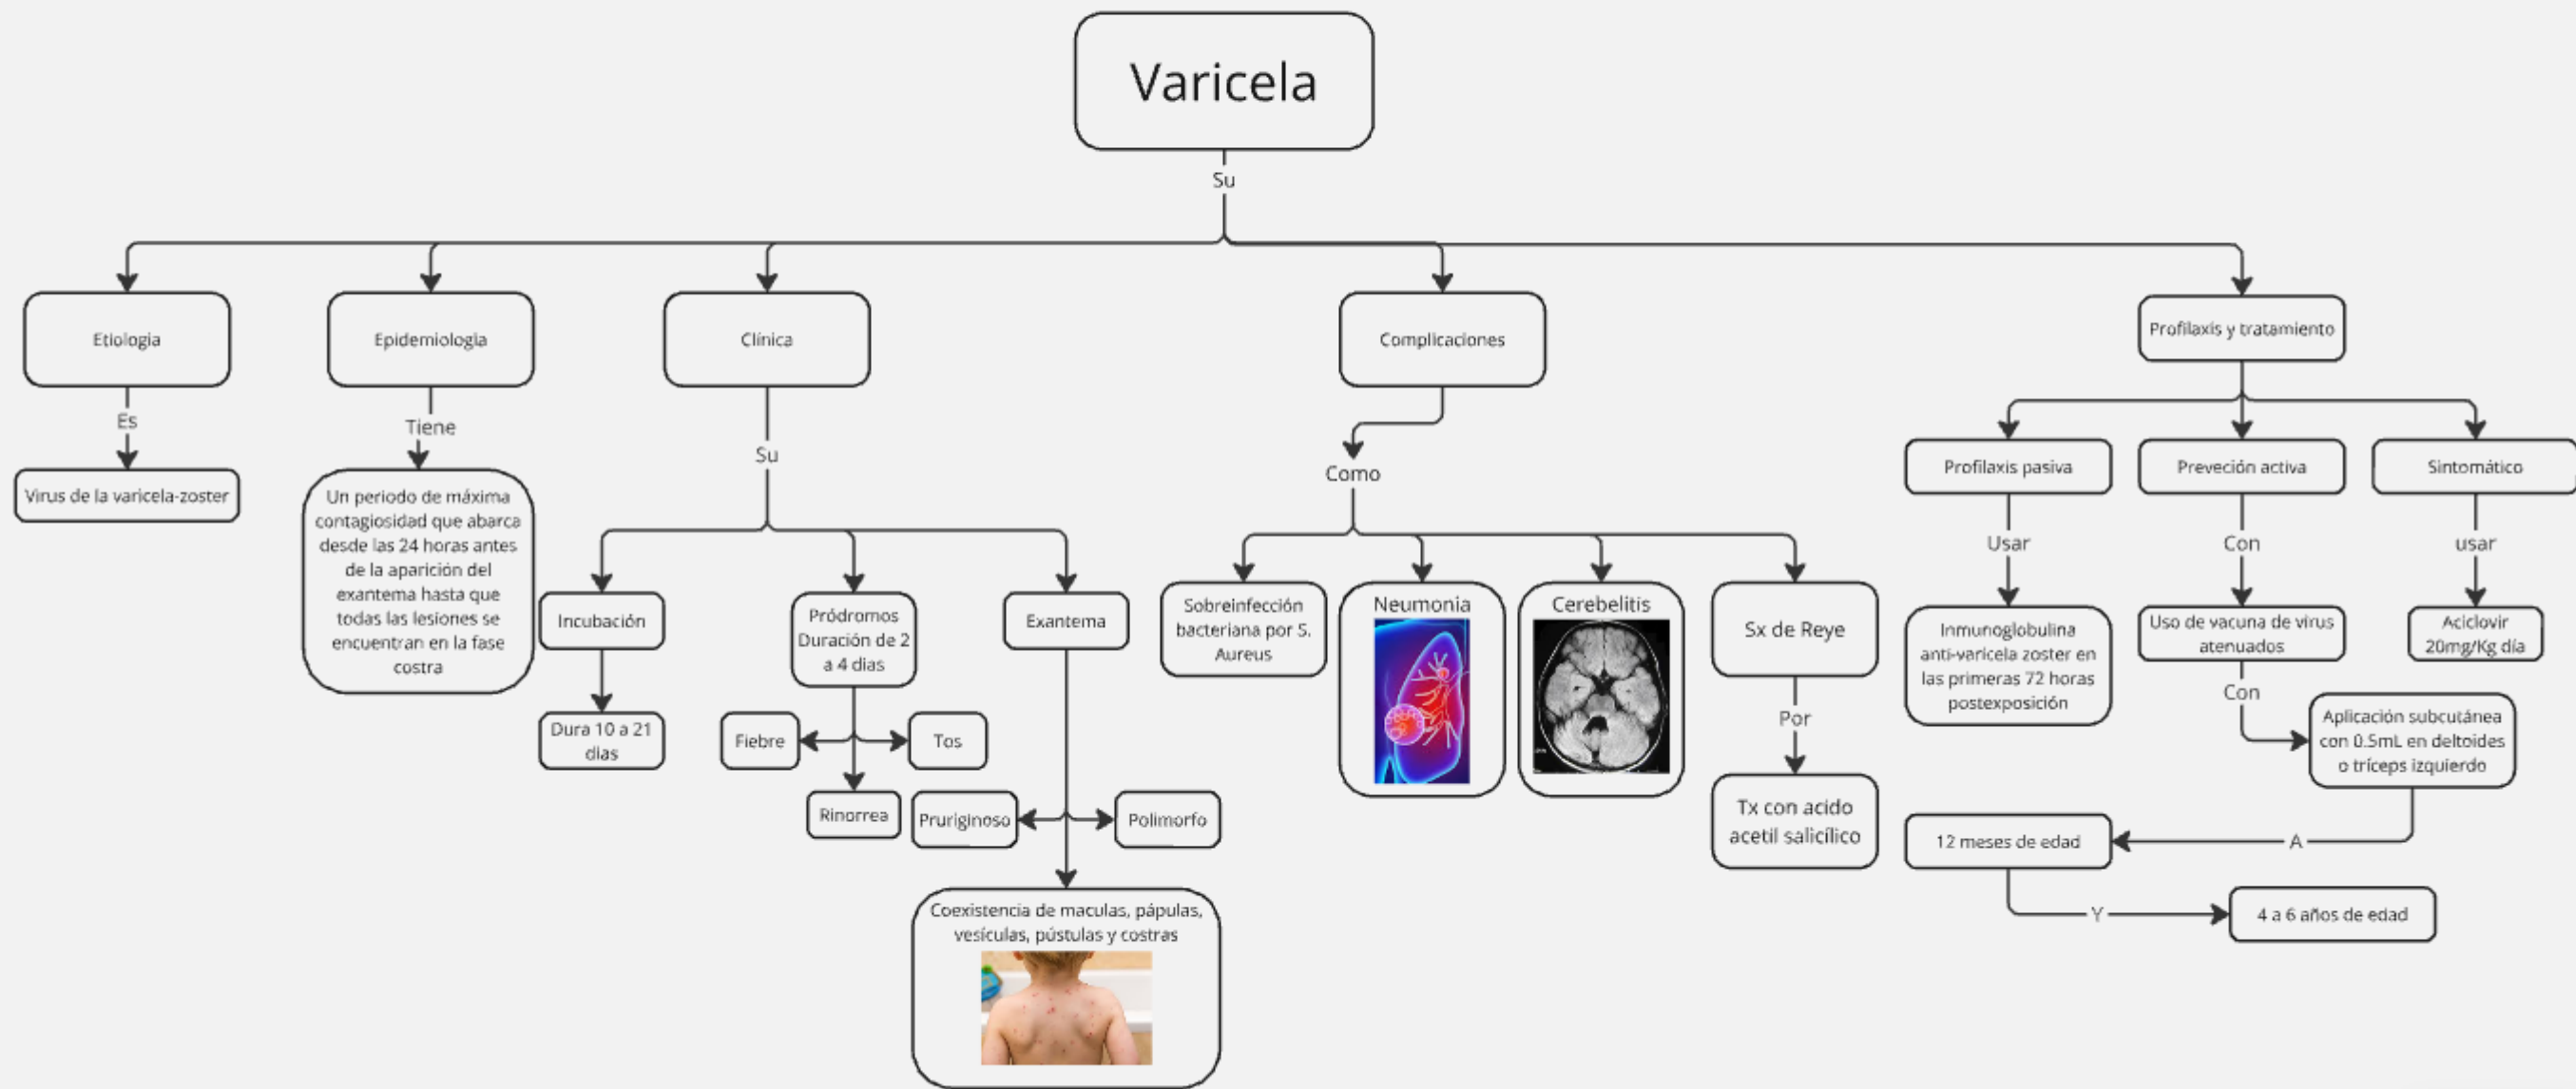 Varicela
Su
Etiologia
Es
Virus de la varicela-zoster
Epidemiología
Tiene
Un periodo de máxima
contagiosidad que abarca
desde las 24 horas antes
de la aparición del
exantema hasta que
todas las lesiones se
encuentran en la fase
costra
Clínica
Su
Incubación
Dura 10 a 21
dias
Pródromos
Duración de 2
a 4 dias
Fiebre
Tos
Rinorrea
Exantema
Pruriginoso
Polimorfo
Coexistencia de maculas, pápulas,
vesículas, pústulas y costras
Complicaciones
Como
Sobreinfección
bacteriana por S.
Aureus
Neumonia
Cerebelitis
Sx de Reye
Por
Tx con acido
acetil salicílico
Profilaxis y tratamiento
Profilaxis pasiva
Usar
Inmunoglobulina
anti-varicela zoster en
las primeras 72 horas
postexposición
Preveción activa
Con
Uso de vacuna de virus
atenuados
Con
Aplicación subcutánea
con 0.5mL en deltoides
o tríceps izquierdo
A
12 meses de edad
Y
4 a 6 años de edad
Sintomático
usar
Aciclovir
20mg/Kg día